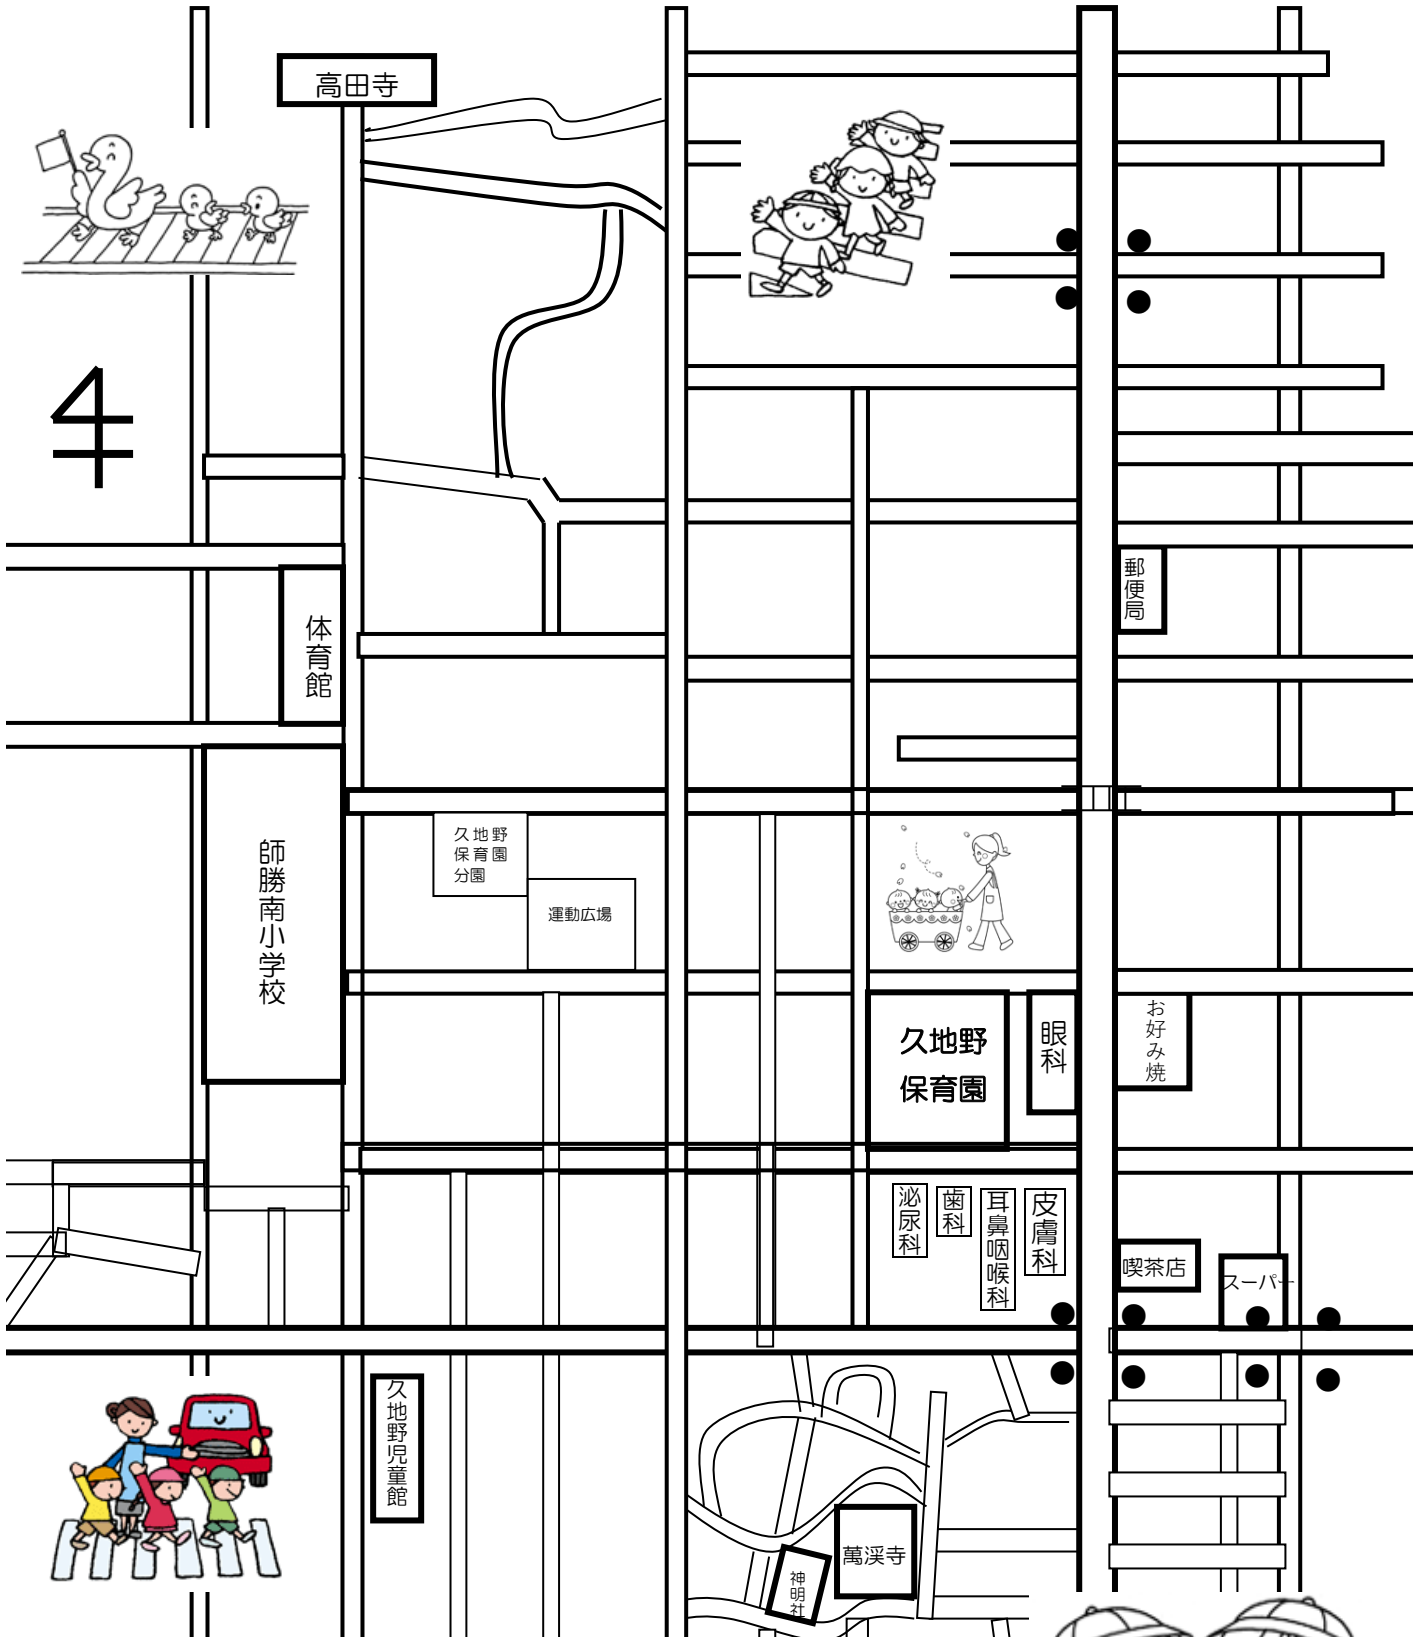 高田寺
郵便局
体育館
久地野
保育園
分園
運動広場
師勝南小学校
久地野
保育園
眼科
お好み焼
泌尿科
歯科
耳鼻咽喉科
皮膚科
喫茶店
スーパー
久地野児童館
萬渓寺
神明社